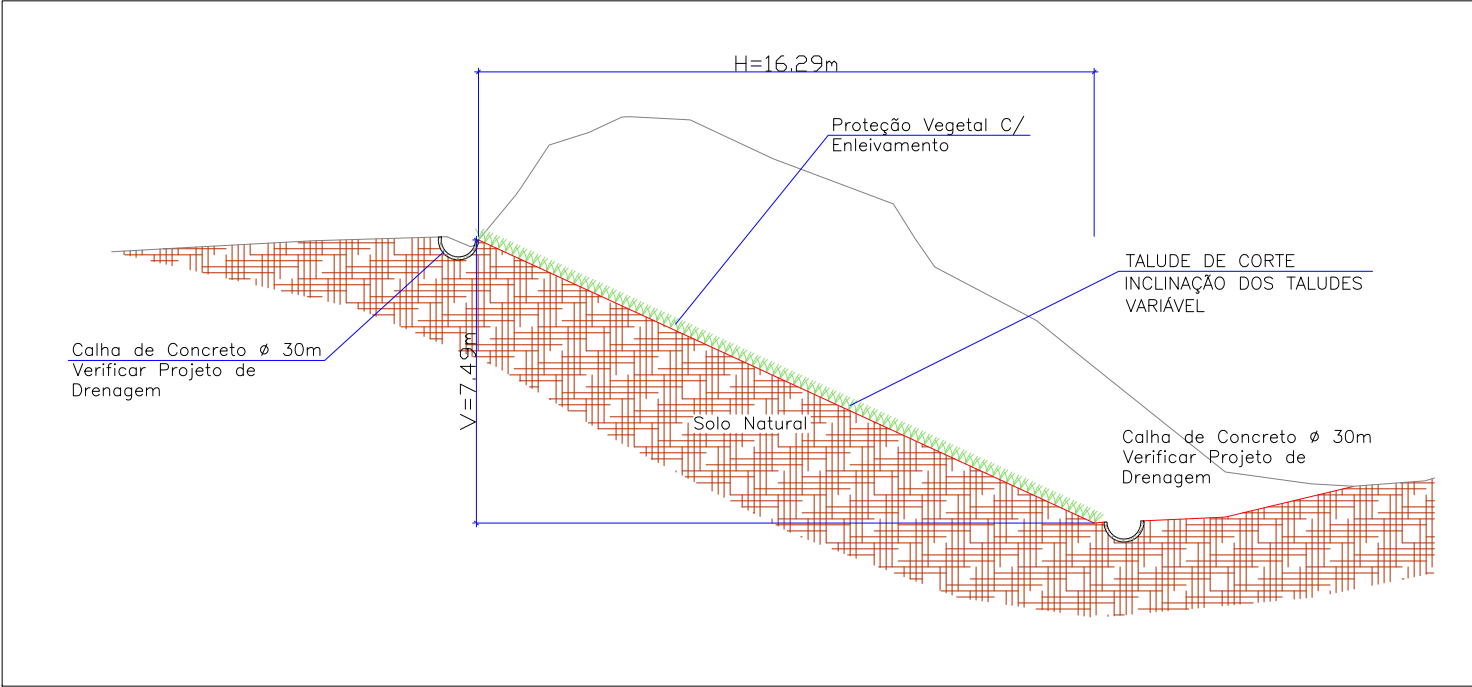 H=16.29m
Proteção Vegetal C/
Enleivamento
TALUDE DE CORTE
INCLINAÇÃO DOS TALUDES
VARIÁVEL
Calha de Concreto ø 30m
Verificar Projeto de
Drenagem
V=7.49m
Solo Natural
Calha de Concreto ø 30m
Verificar Projeto de
Drenagem